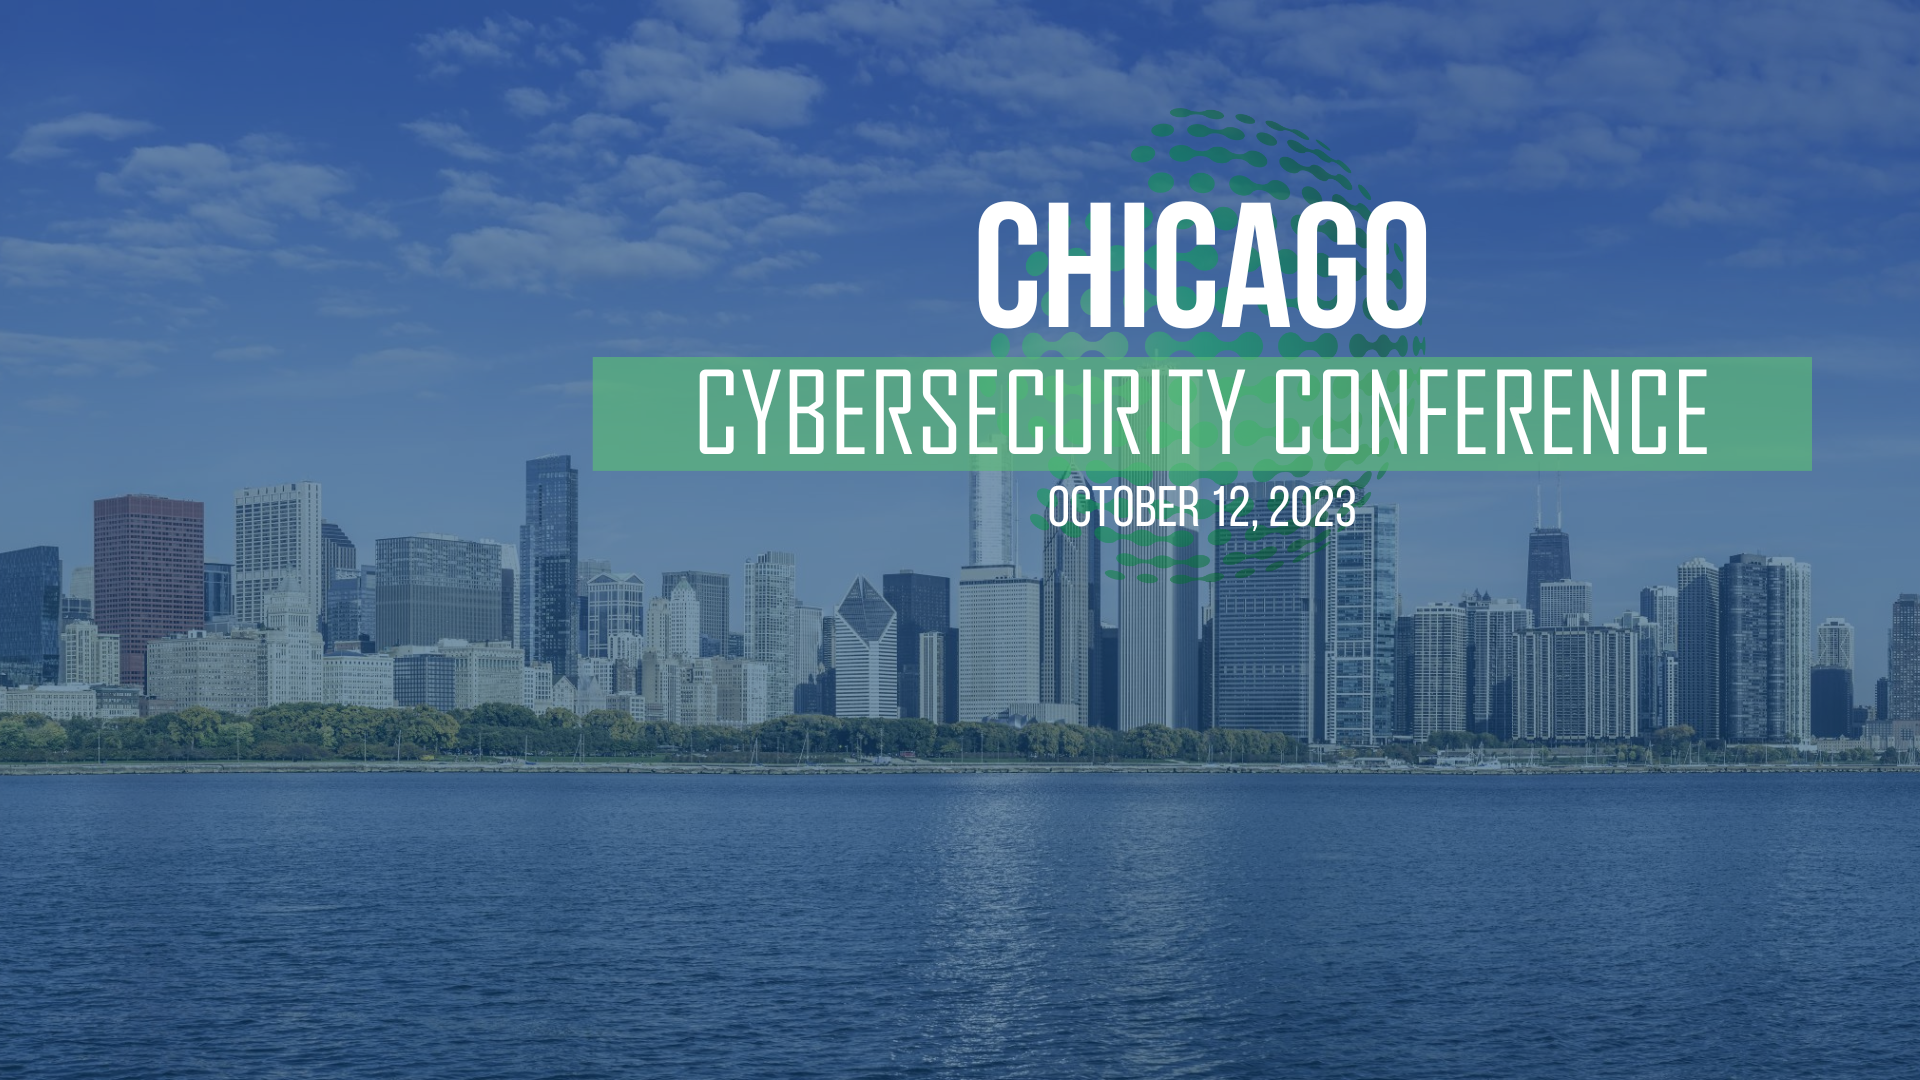 CHICAGO
CYBERSECURITY CONFERENCE
OCTOBER 12, 2023